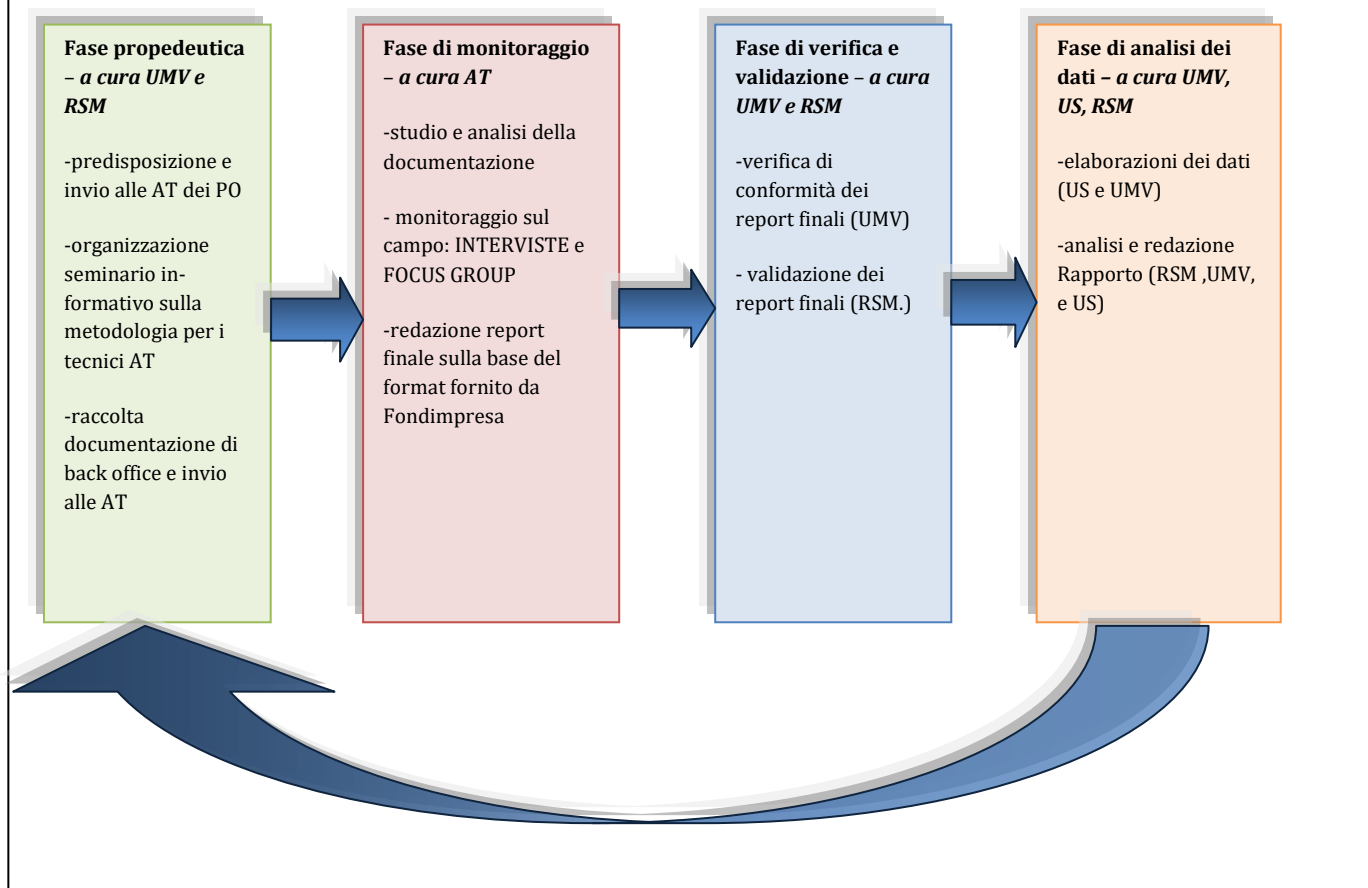 Fase propedeutica
– a cura UMV e
RSM
-predisposizione e
invio alle AT dei PO
-organizzazione
seminario in-
formativo sulla
metodologia per i
tecnici AT
-raccolta
documentazione di
back office e invio
alle AT
Fase di monitoraggio
– a cura AT
-studio e analisi della
documentazione
- monitoraggio sul
campo: INTERVISTE e
FOCUS GROUP
-redazione report
finale sulla base del
format fornito da
Fondimpresa
Fase di verifica e
validazione – a cura
UMV e RSM
-verifica di
conformità dei
report finali (UMV)
- validazione dei
report finali (RSM.)
Fase di analisi dei
dati – a cura UMV,
US, RSM
-elaborazioni dei dati
(US e UMV)
-analisi e redazione
Rapporto (RSM ,UMV,
e US)